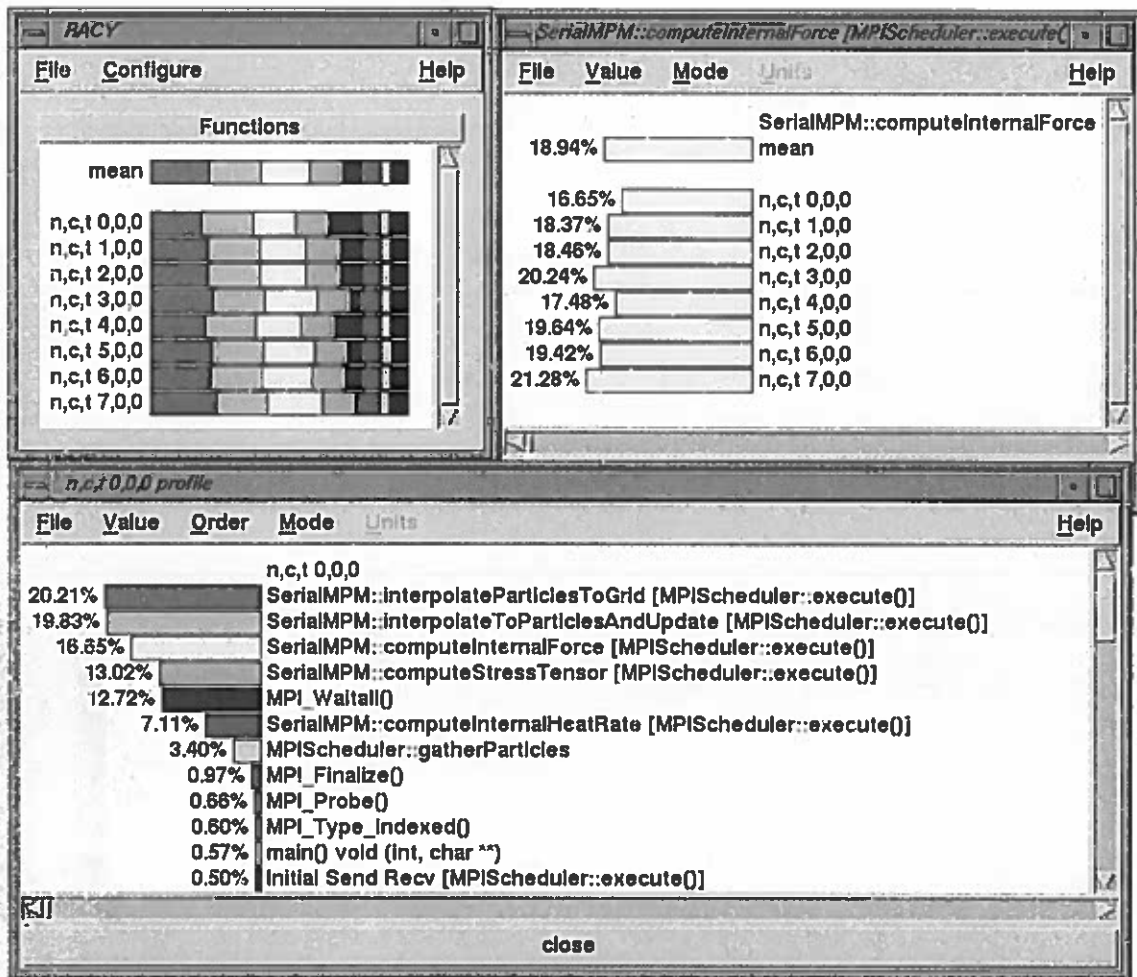 RACY
File Configure Help
Functions
mean
n,c,t 0,0,0
n,c,t 1,0,0
n,c,t 2,0,0
n,c,t 3,0,0
n,c,t 4,0,0
n,c,t 5,0,0
n,c,t 6,0,0
n,c,t 7,0,0
SerialMPM::computeInternalForce [MPIScheduler::execute(
File Value Mode Units Help
SerialMPM::computeInternalForce
18.94% mean
16.65% n,c,t 0,0,0
18.37% n,c,t 1,0,0
18.46% n,c,t 2,0,0
20.24% n,c,t 3,0,0
17.48% n,c,t 4,0,0
19.64% n,c,t 5,0,0
19.42% n,c,t 6,0,0
21.28% n,c,t 7,0,0
n,c,t 0,0,0 profile
File Value Order Mode Units Help
n,c,t 0,0,0
20.21% SerialMPM::interpolateParticlesToGrid [MPIScheduler::execute()]
19.83% SerialMPM::interpolateToParticlesAndUpdate [MPIScheduler::execute()]
16.65% SerialMPM::computeInternalForce [MPIScheduler::execute()]
13.02% SerialMPM::computeStressTensor [MPIScheduler::execute()]
12.72% MPI_Waitall()
7.11% SerialMPM::computeInternalHeatRate [MPIScheduler::execute()]
3.40% MPIScheduler::gatherParticles
0.97% MPI_Finalize()
0.66% MPI_Probe()
0.60% MPI_Type_indexed()
0.57% main() void (int, char **)
0.50% Initial Send Recv [MPIScheduler::execute()]
close